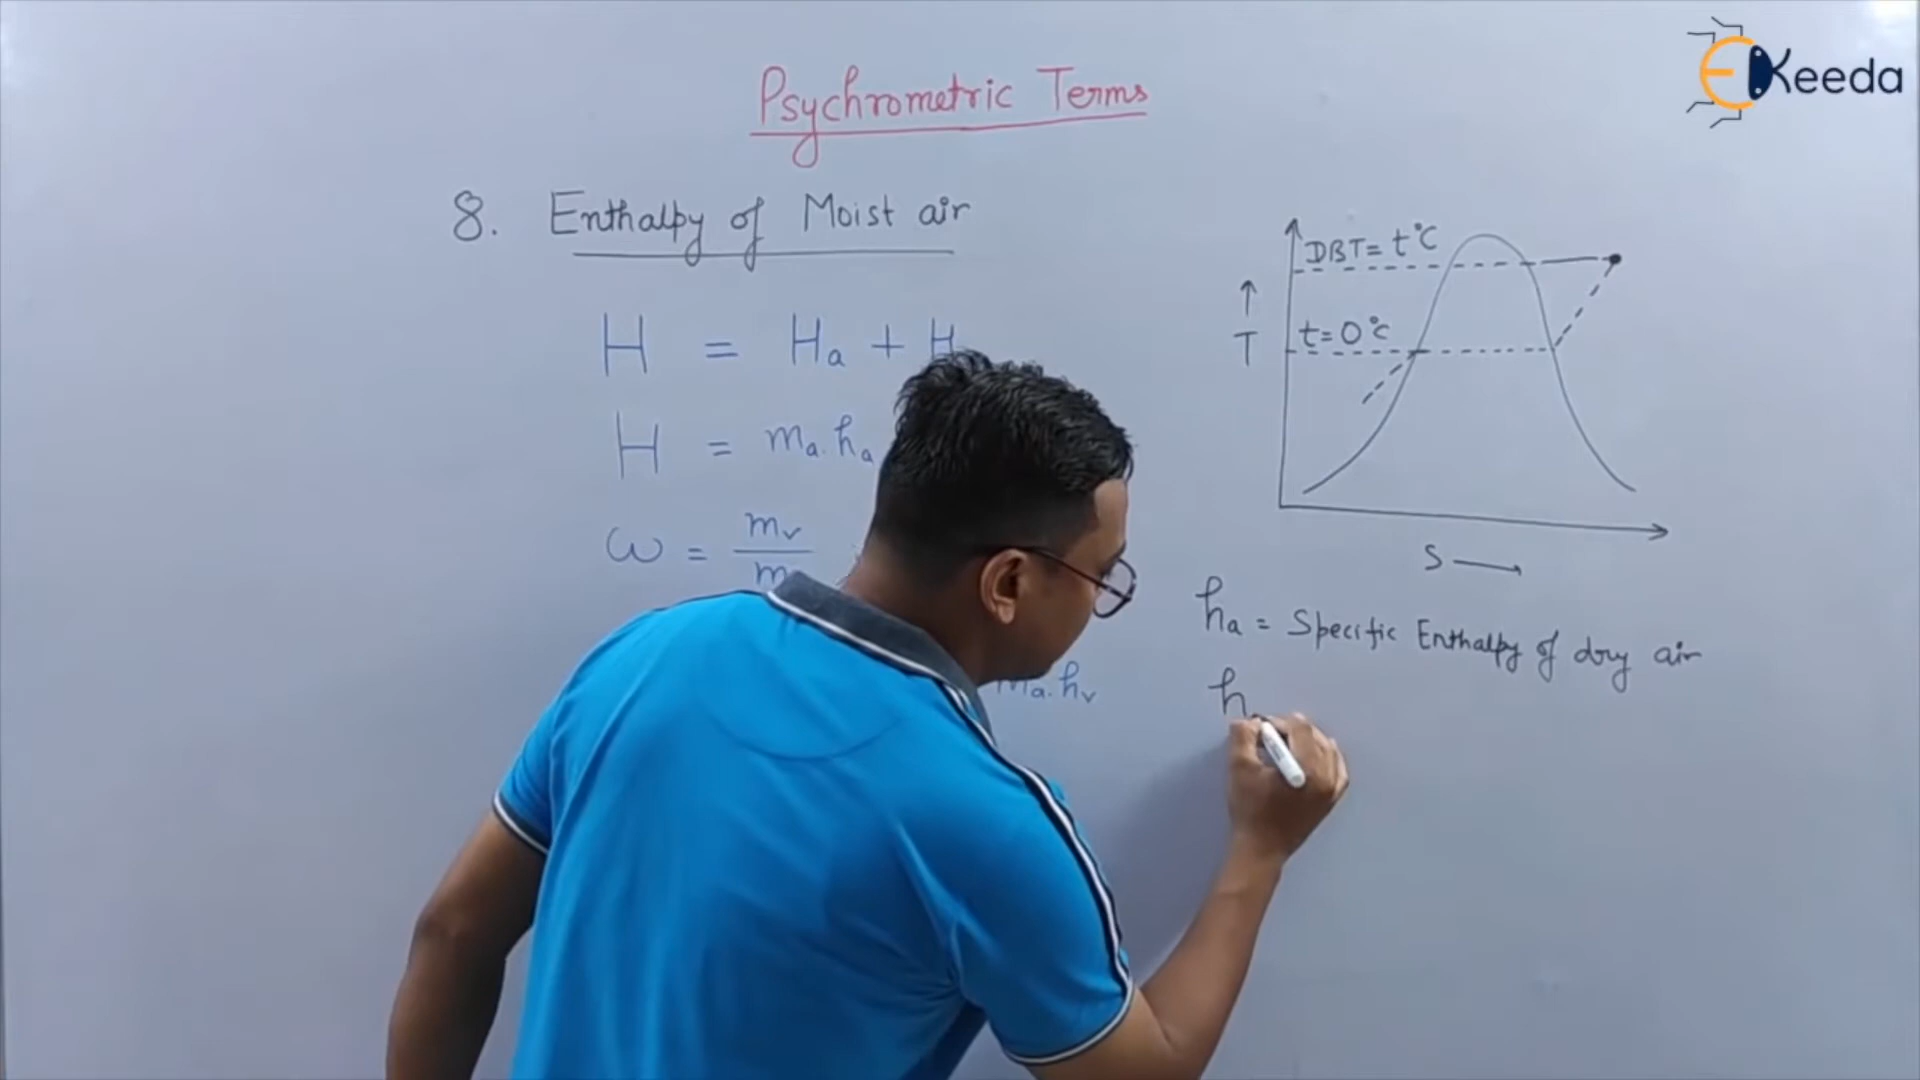 EKeeda
Psychrometric Terms
8. Enthalpy of Moist air
H = Ha + H
H = ma. ha
ω = mv
m
ma. hv
DBT = t°C
t = 0°C
T
S
ha = Specific Enthalpy of dry air
h